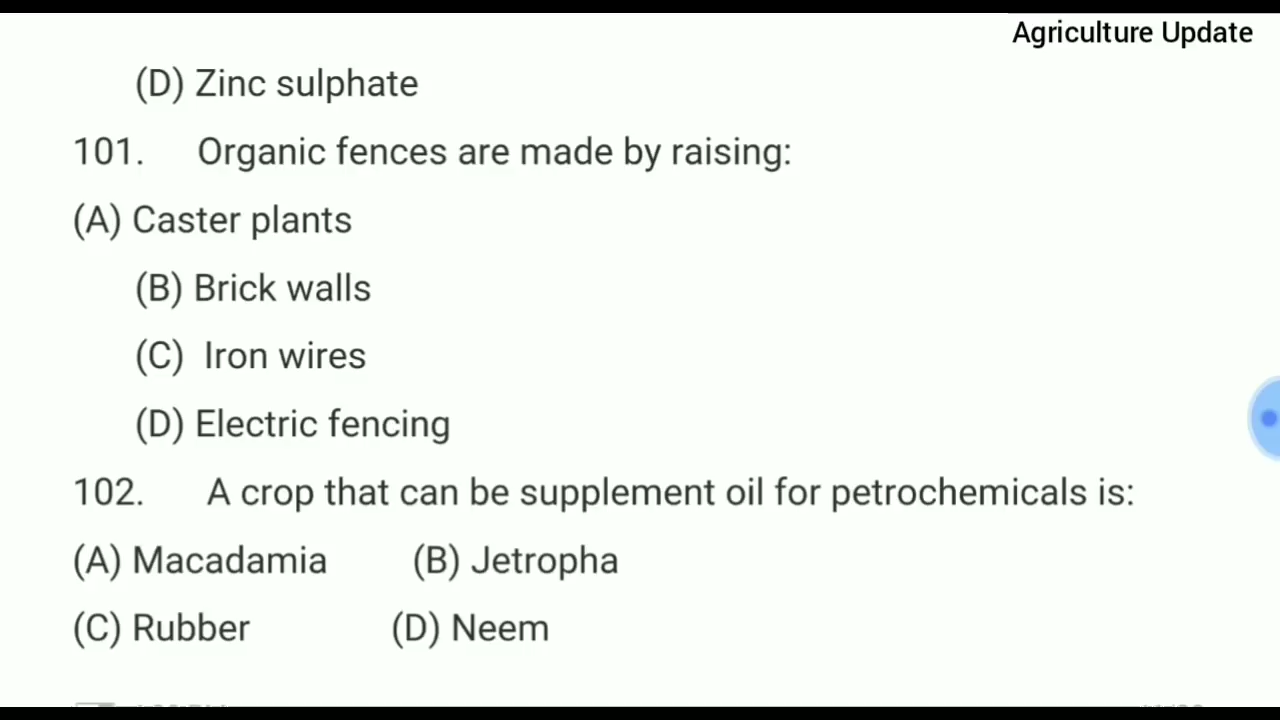 Agriculture Update
(D) Zinc sulphate
101. Organic fences are made by raising:
(A) Caster plants
(B) Brick walls
(C) Iron wires
(D) Electric fencing
102. A crop that can be supplement oil for petrochemicals is:
(A) Macadamia (B) Jetropha
(C) Rubber (D) Neem